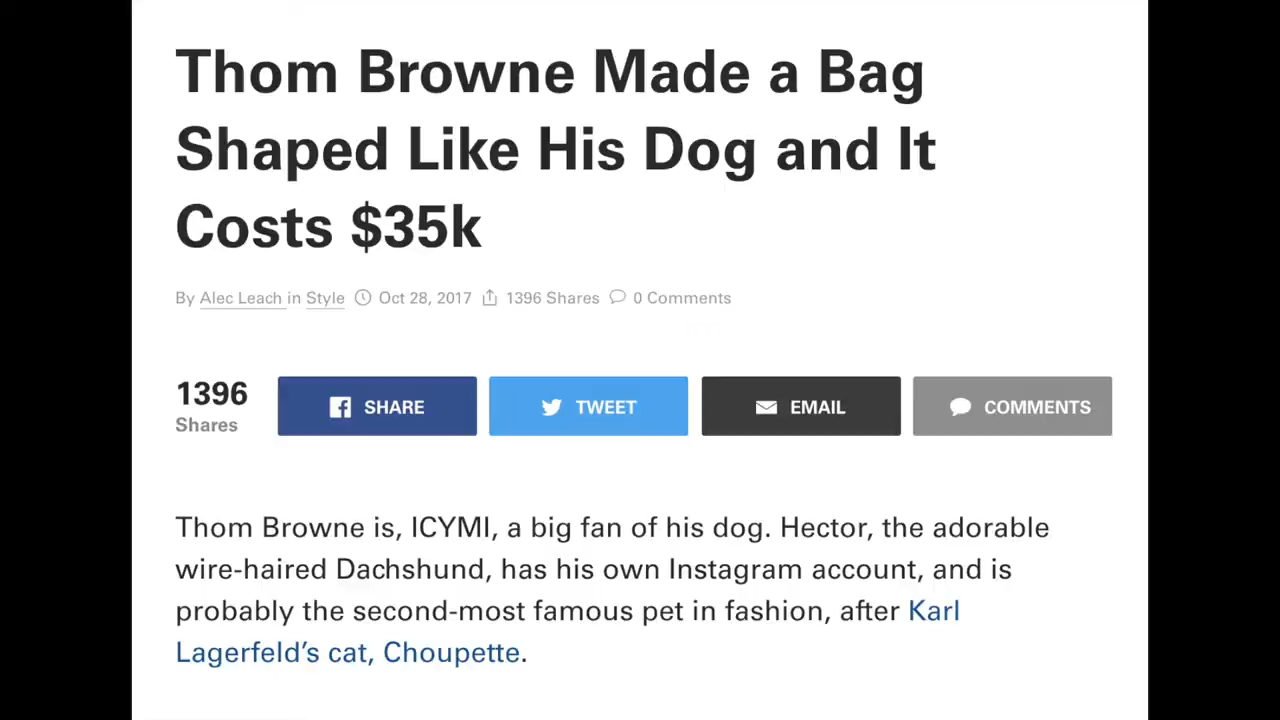 Thom Browne Made a Bag
Shaped Like His Dog and It
Costs $35k
By Alec Leach in Style Oct 28, 2017 1396 Shares 0 Comments
1396
Shares
SHARE TWEET EMAIL COMMENTS
Thom Browne is, ICYMI, a big fan of his dog. Hector, the adorable
wire-haired Dachshund, has his own Instagram account, and is
probably the second-most famous pet in fashion, after Karl
Lagerfeld’s cat, Choupette.